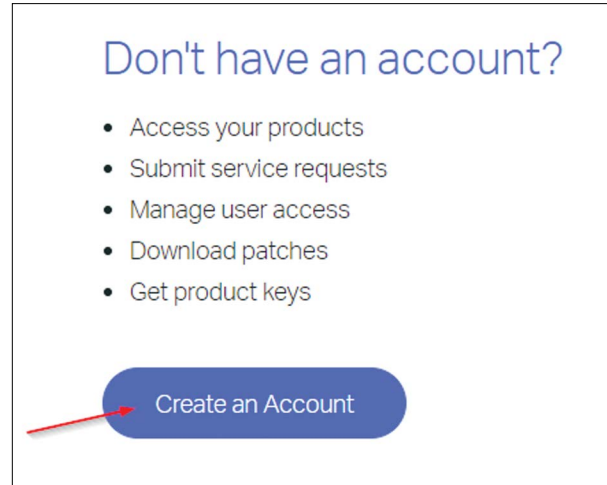 Don't have an account?
• Access your products
• Submit service requests
• Manage user access
• Download patches
• Get product keys
Create an Account